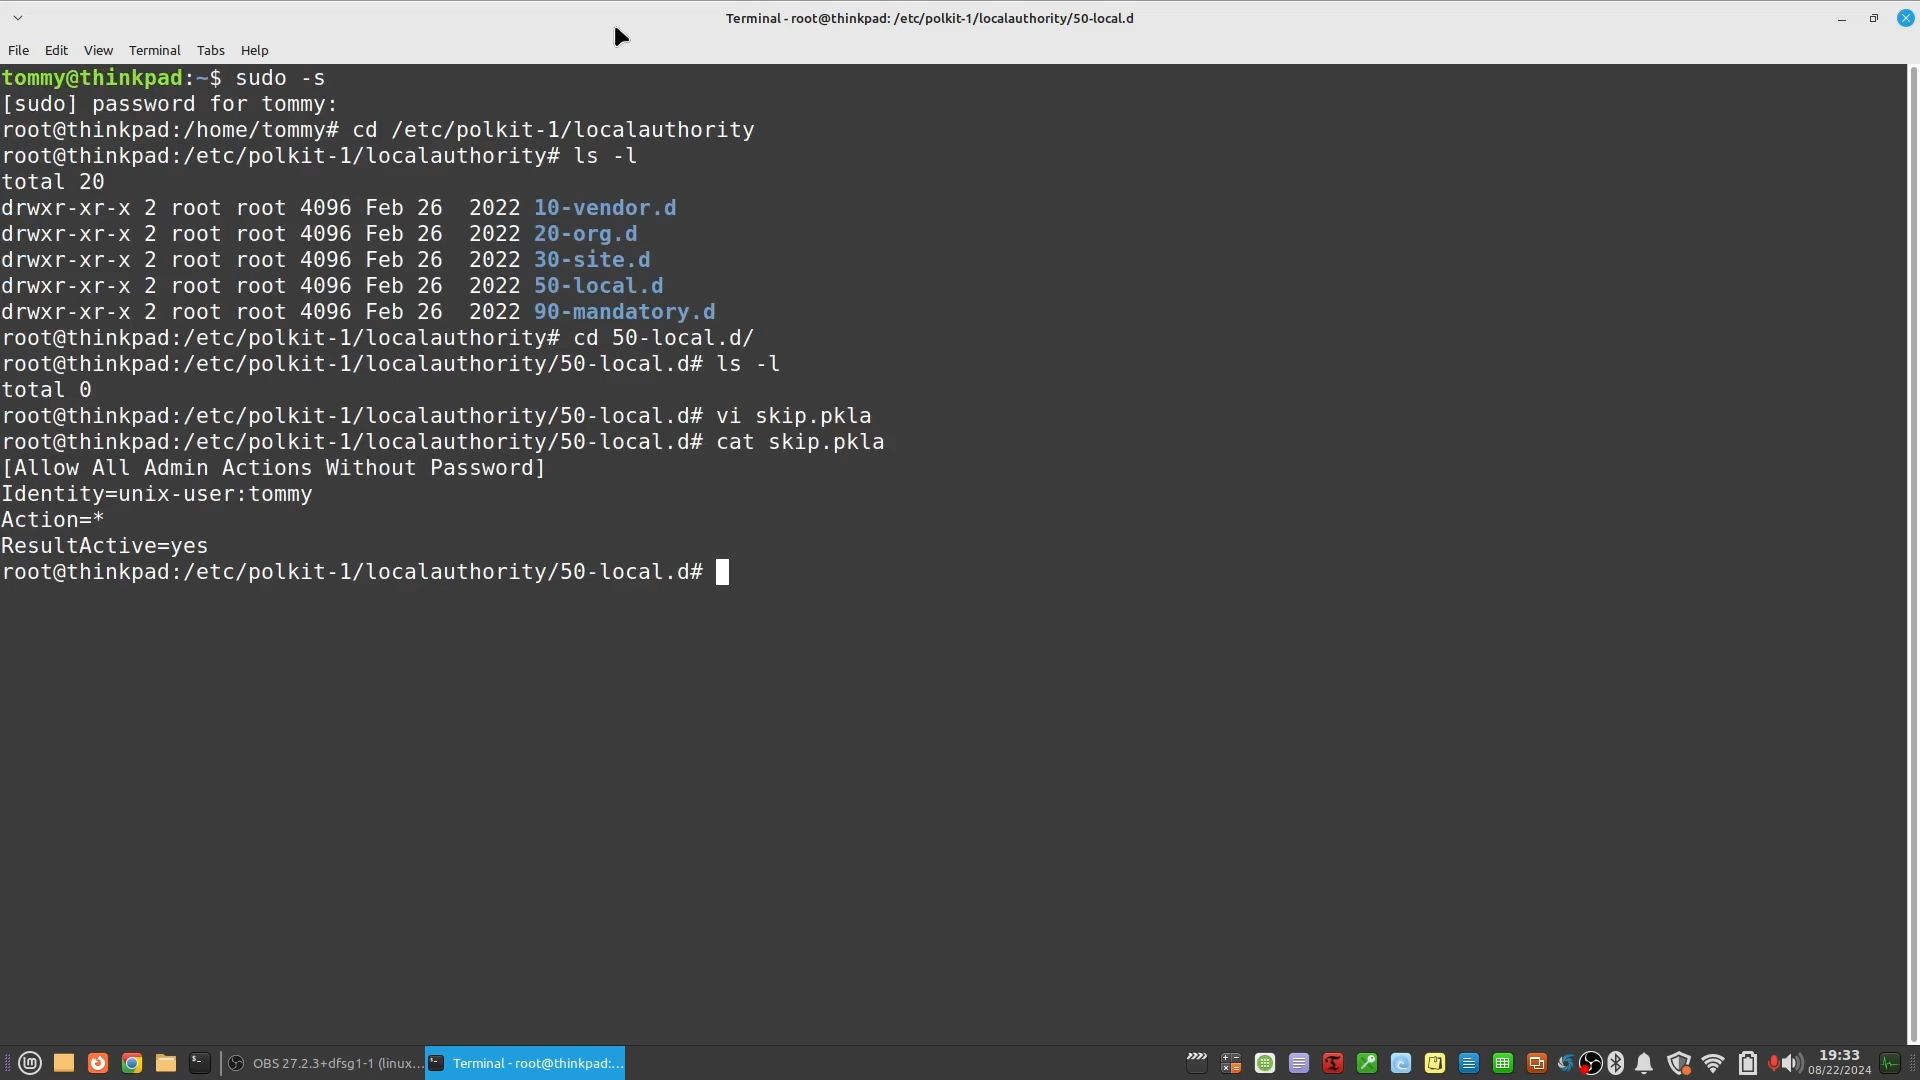 Terminal - root@thinkpad: /etc/polkit-1/localauthority/50-local.d
File Edit View Terminal Tabs Help
tommy@thinkpad:~$ sudo -s
[sudo] password for tommy:
root@thinkpad:/home/tommy# cd /etc/polkit-1/localauthority
root@thinkpad:/etc/polkit-1/localauthority# ls -l
total 20
drwxr-xr-x 2 root root 4096 Feb 26  2022 10-vendor.d
drwxr-xr-x 2 root root 4096 Feb 26  2022 20-org.d
drwxr-xr-x 2 root root 4096 Feb 26  2022 30-site.d
drwxr-xr-x 2 root root 4096 Feb 26  2022 50-local.d
drwxr-xr-x 2 root root 4096 Feb 26  2022 90-mandatory.d
root@thinkpad:/etc/polkit-1/localauthority# cd 50-local.d/
root@thinkpad:/etc/polkit-1/localauthority/50-local.d# ls -l
total 0
root@thinkpad:/etc/polkit-1/localauthority/50-local.d# vi skip.pkla
root@thinkpad:/etc/polkit-1/localauthority/50-local.d# cat skip.pkla
[Allow All Admin Actions Without Password]
Identity=unix-user:tommy
Action=*
ResultActive=yes
root@thinkpad:/etc/polkit-1/localauthority/50-local.d#
OBS 27.2.3+dfsg1-1 (linux...
Terminal - root@thinkpad:...
19:33
08/22/2024